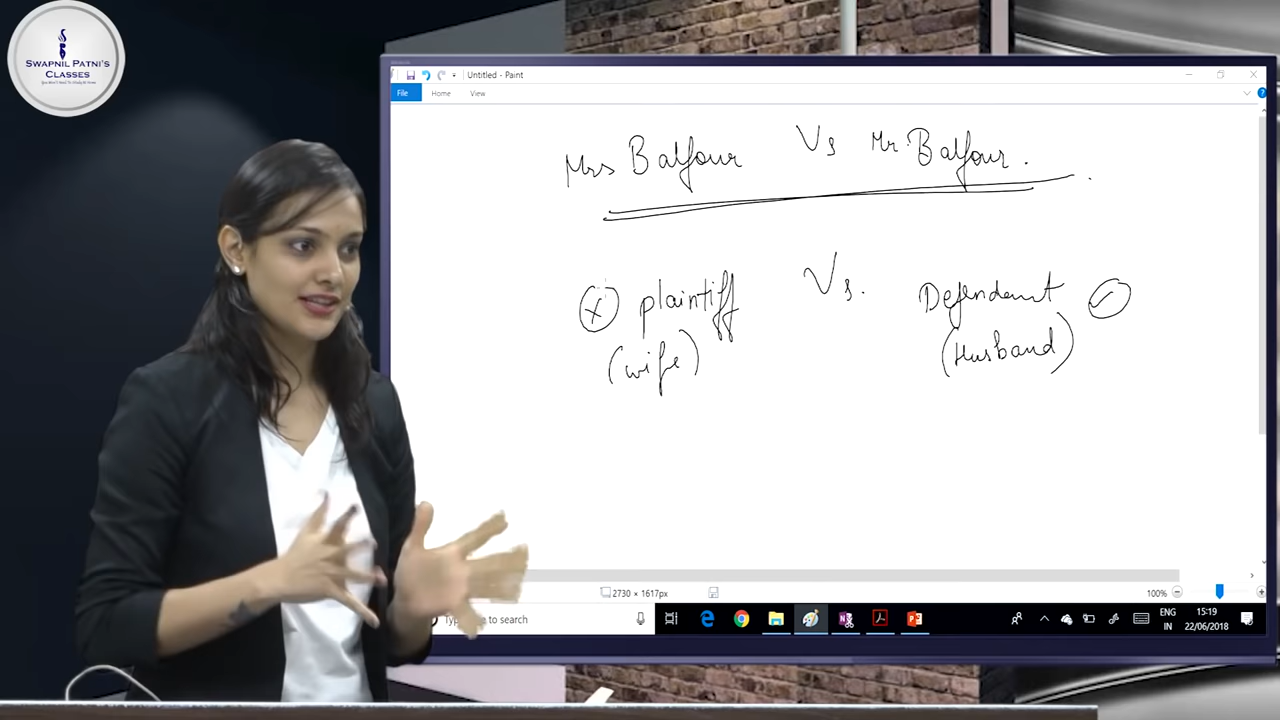 SWAPNIL PATNI'S
CLASSES
Untitled - Paint
File Home View
Mrs Balfour Vs Mr. Balfour.
x plaintiff Vs. Defendant
(wife) (Husband)
2730 × 1617px 100%
to search
ENG 15:19
IN 22/06/2018